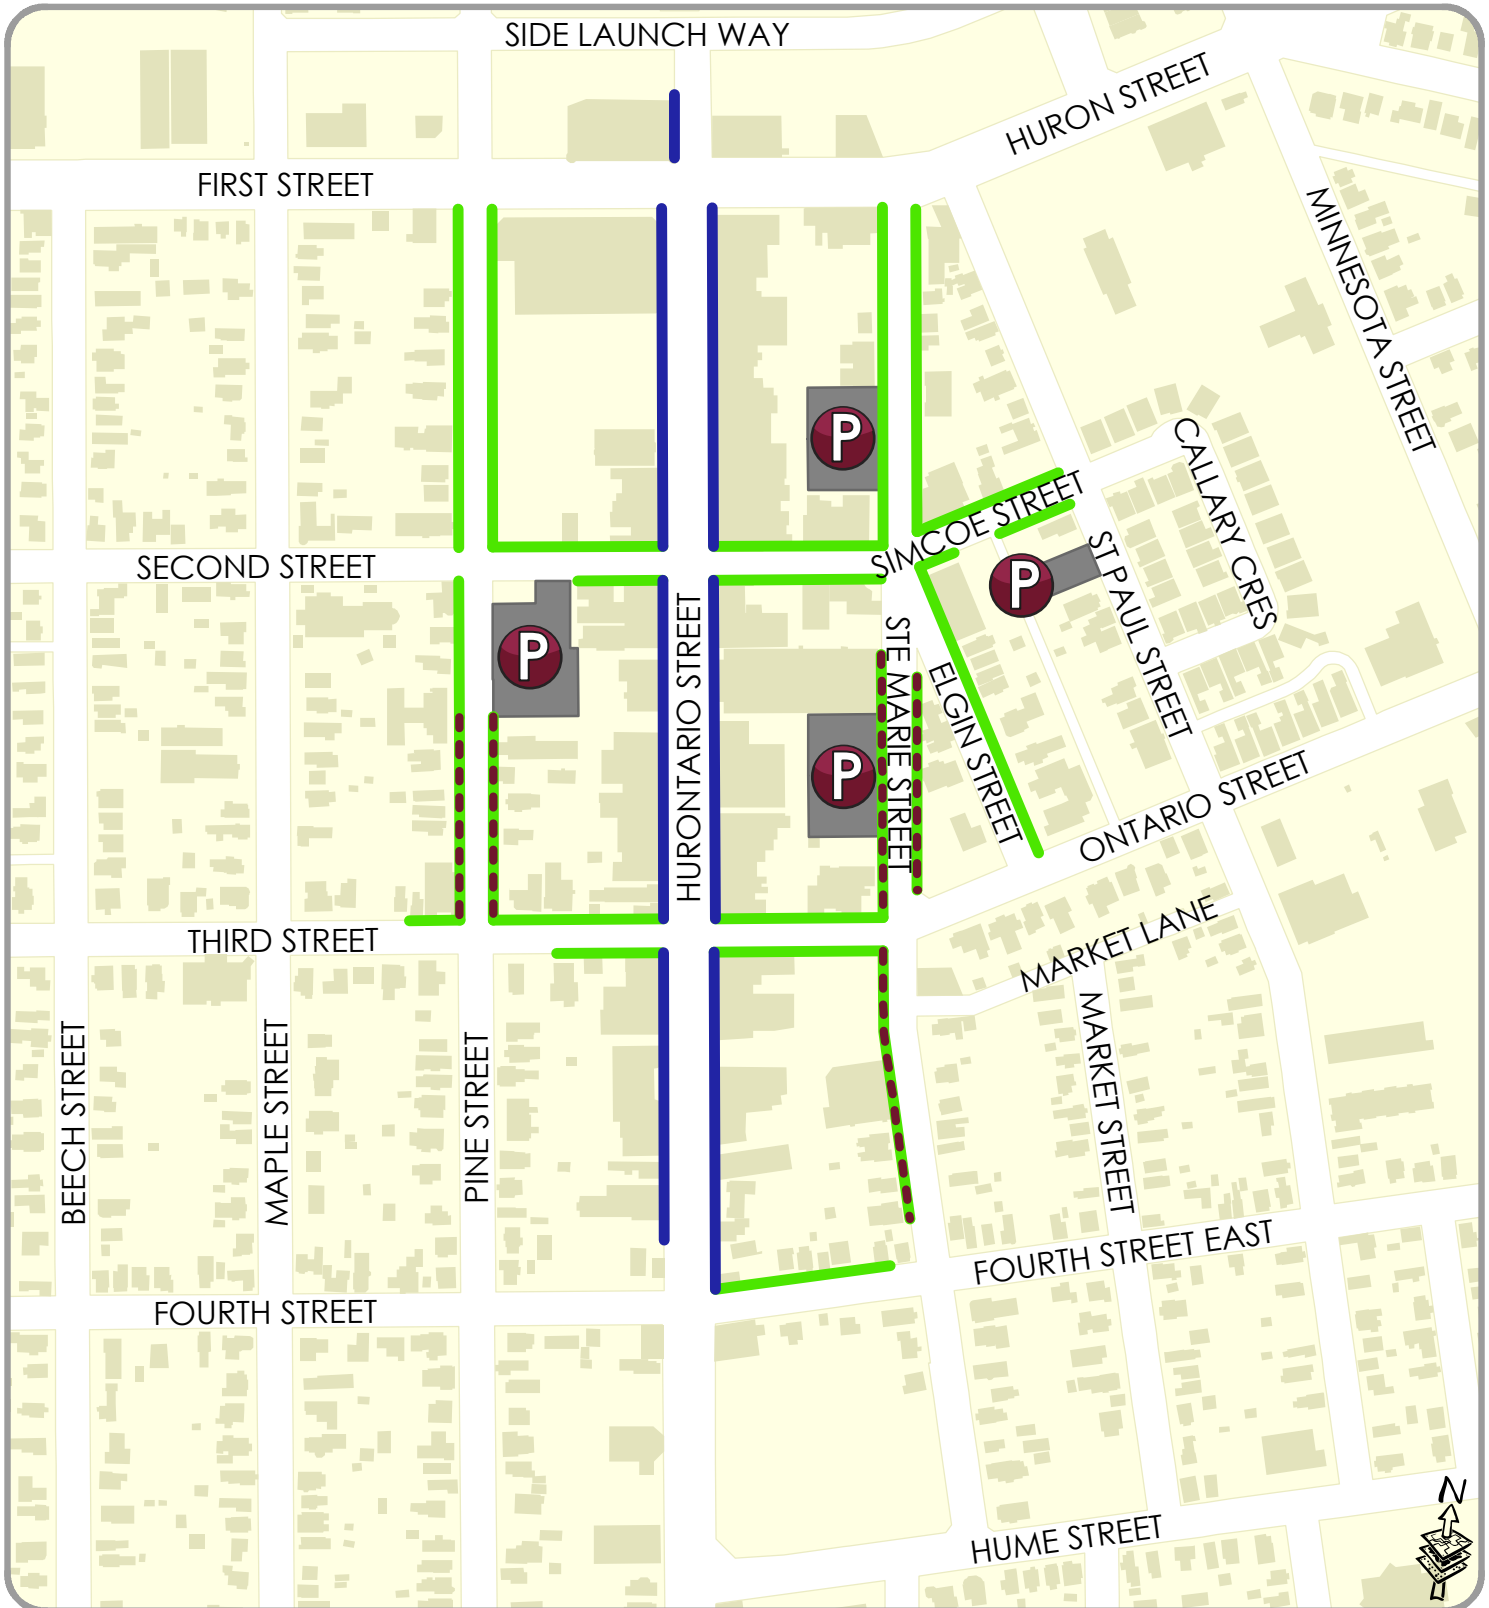 SIDE LAUNCH WAY
HURON STREET
FIRST STREET
MINNESOTA STREET
P
CALLARY CRES
SIMCOE STREET
SECOND STREET
P
ST PAUL STREET
P
HURONTARIO STREET
STE MARIE STREET
ELGIN STREET
P
ONTARIO STREET
THIRD STREET
MARKET LANE
BEECH STREET
MAPLE STREET
PINE STREET
MARKET STREET
FOURTH STREET EAST
FOURTH STREET
N
HUME STREET